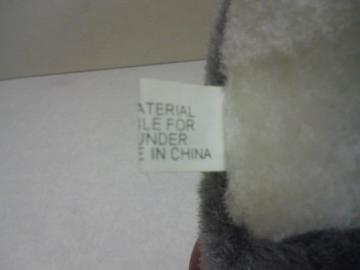 ATERIAL
ILE FOR
UNDER
E IN CHINA